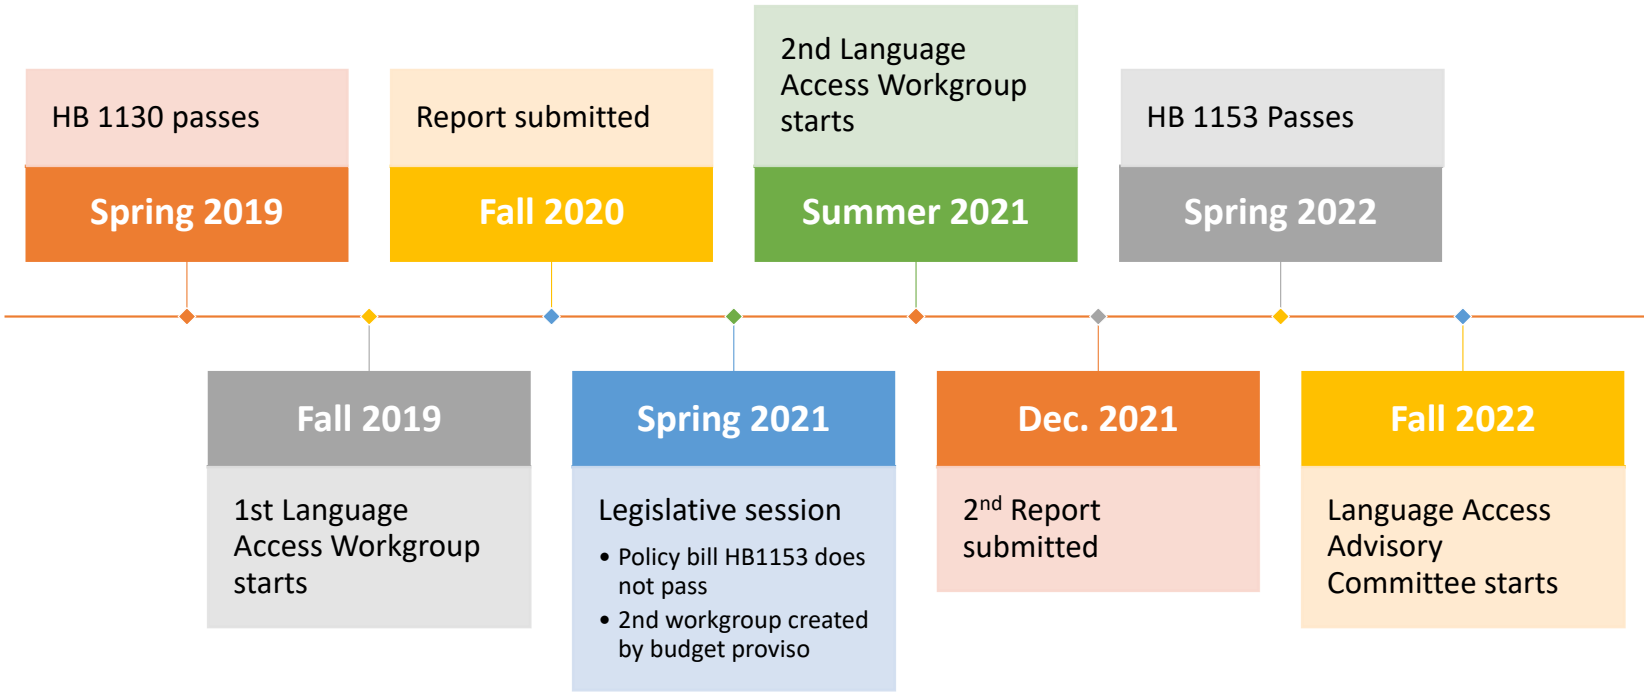 HB 1130 passes
Spring 2019
1st Language
Access Workgroup
starts
Fall 2019
Report submitted
Fall 2020
Spring 2021
Legislative session
• Policy bill HB1153 does
not pass
• 2nd workgroup created
by budget proviso
2nd Language
Access Workgroup
starts
Summer 2021
Dec. 2021
2nd Report
submitted
HB 1153 Passes
Spring 2022
Fall 2022
Language Access
Advisory
Committee starts